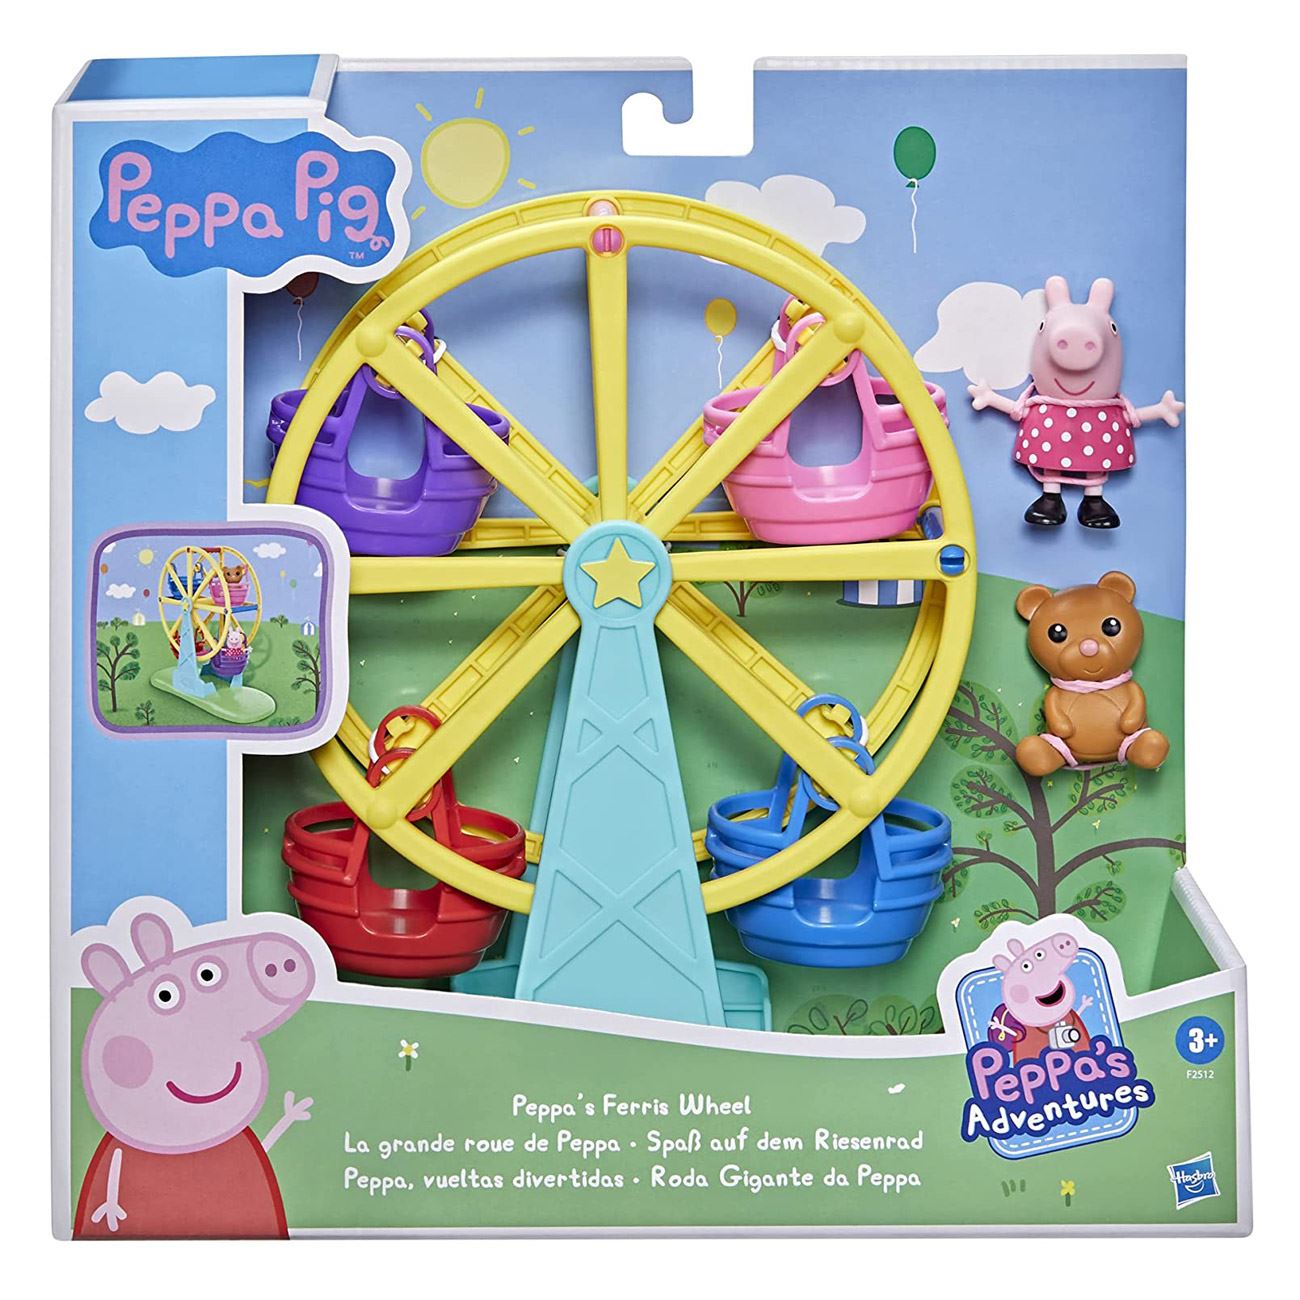 Peppa Pig
TM
Peppa's
Adventures
3+
F2512
Peppa's Ferris Wheel
La grande roue de Peppa • Spaß auf dem Riesenrad
Peppa, vueltas divertidas • Roda Gigante da Peppa
Hasbro